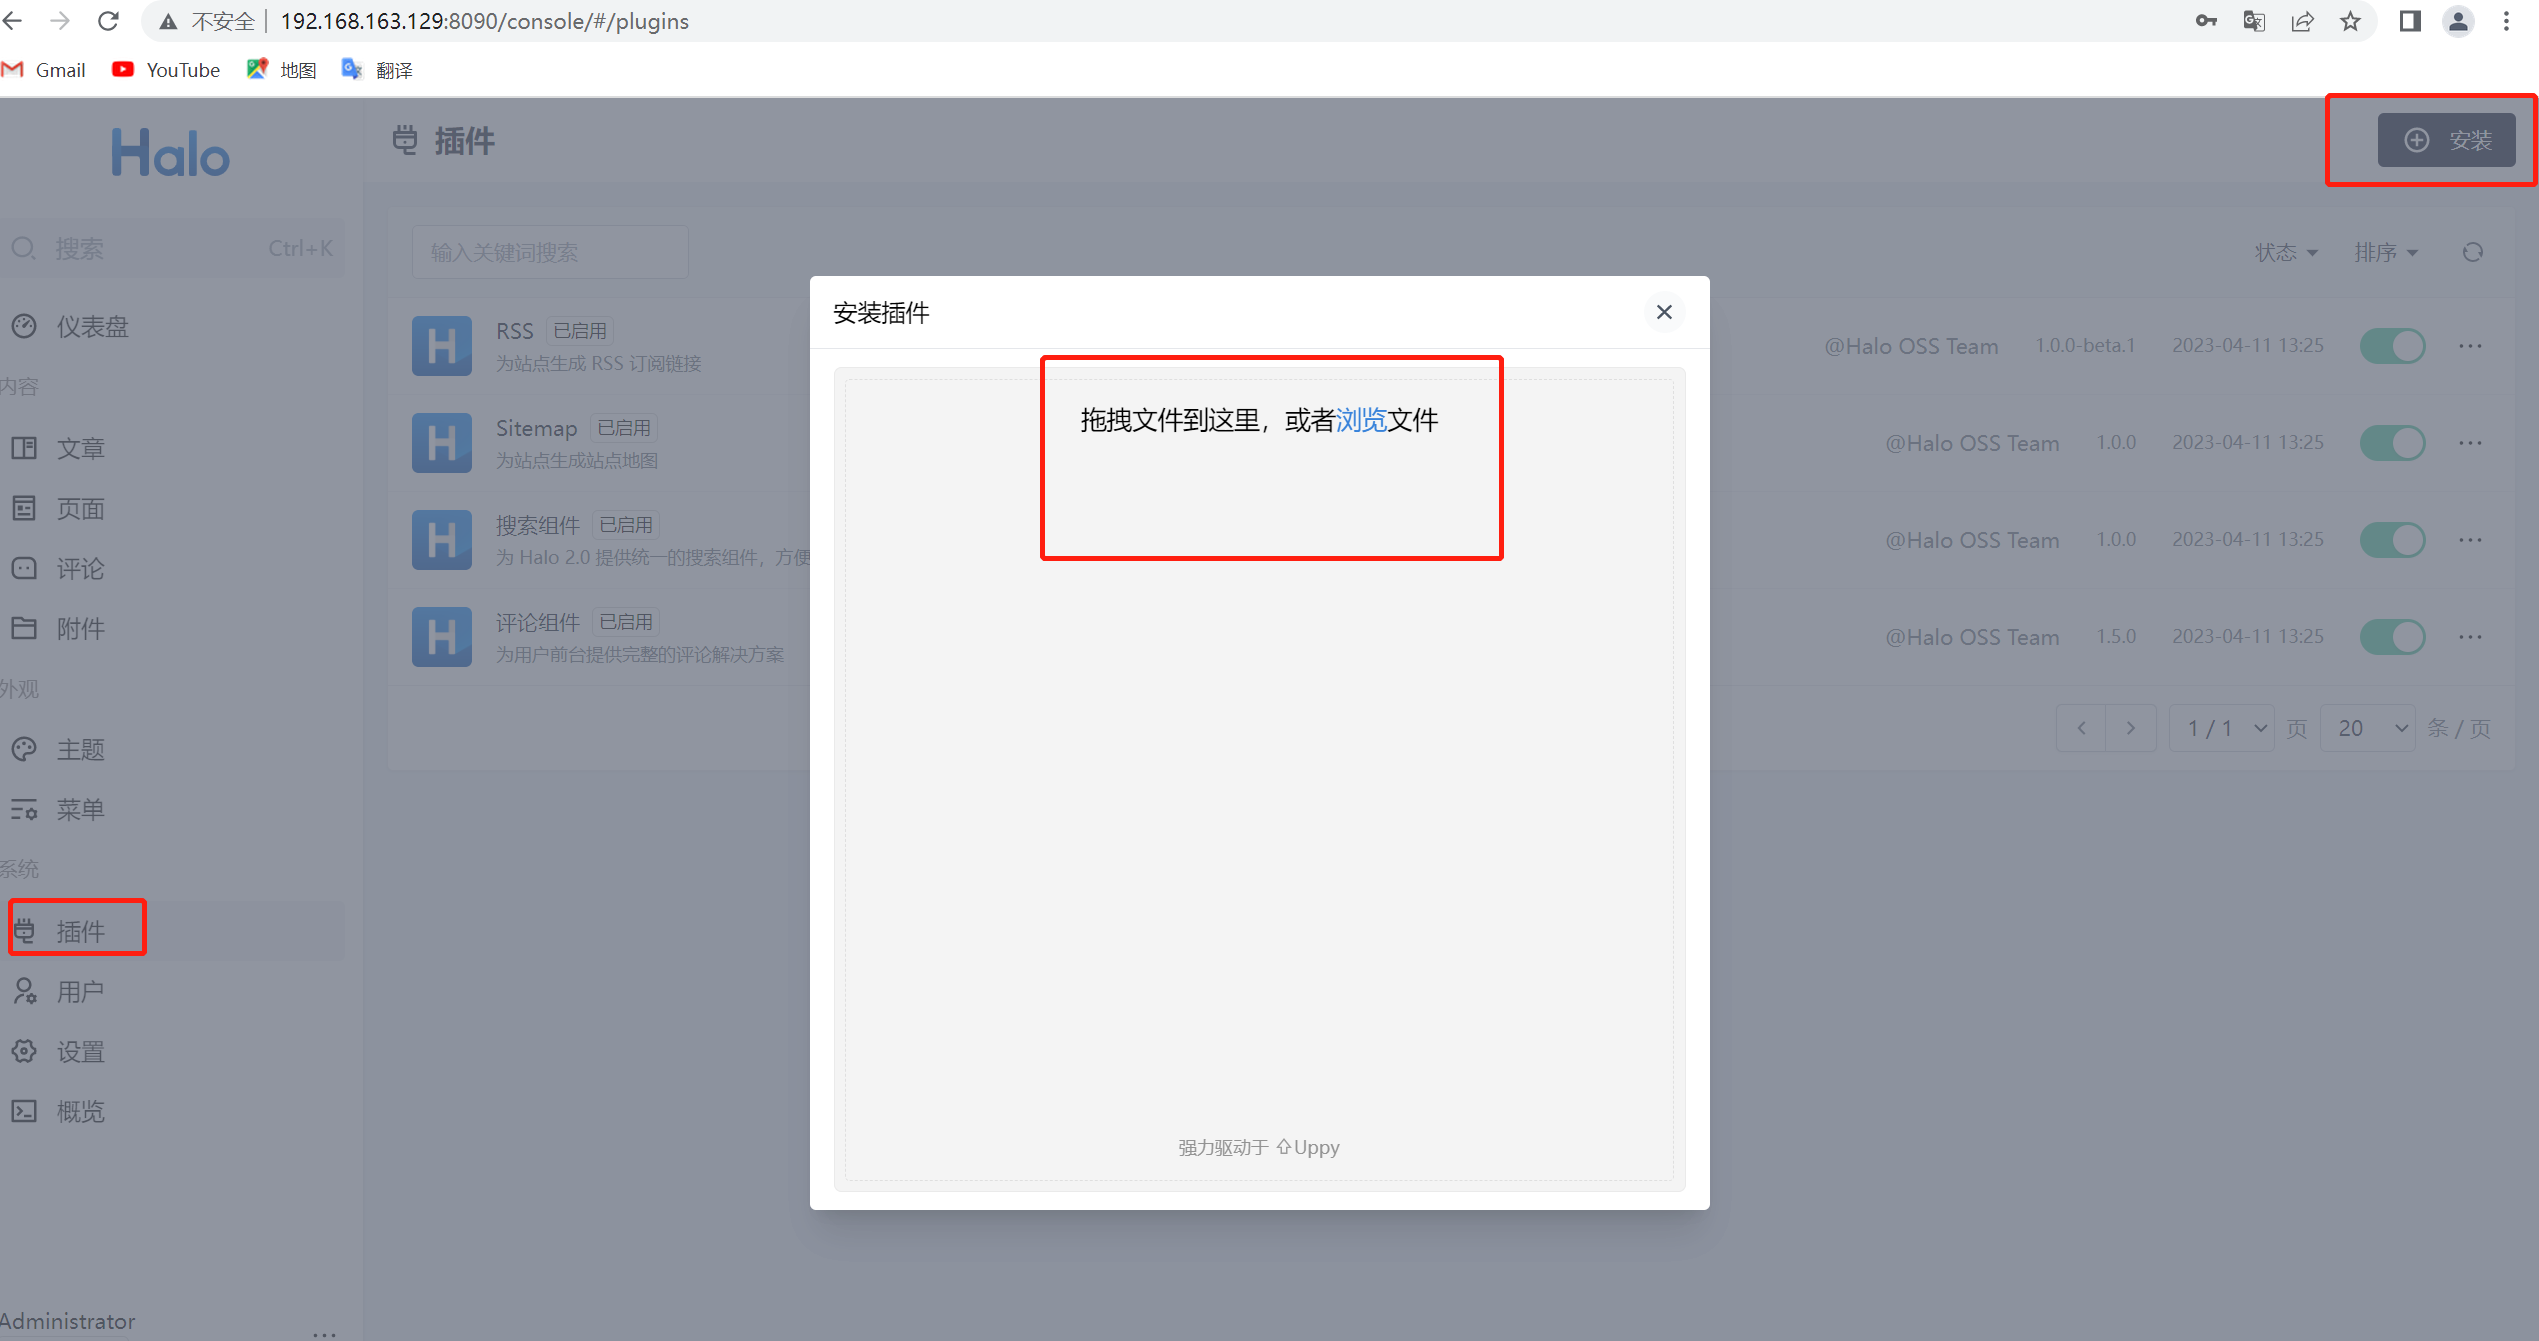 不安全 192.168.163.129:8090/console/#/plugins
Gmail YouTube 地图 翻译
Halo
搜索 Ctrl+K
仪表盘
内容
文章
页面
评论
附件
外观
主题
菜单
系统
插件
用户
设置
概览
Administrator
插件
安装
输入关键词搜索 状态 排序
RSS 已启用
为站点生成 RSS 订阅链接
@Halo OSS Team 1.0.0-beta.1 2023-04-11 13:25
Sitemap 已启用
为站点生成站点地图
@Halo OSS Team 1.0.0 2023-04-11 13:25
搜索组件 已启用
为 Halo 2.0 提供统一的搜索组件，方便
@Halo OSS Team 1.0.0 2023-04-11 13:25
评论组件 已启用
为用户前台提供完整的评论解决方案
@Halo OSS Team 1.5.0 2023-04-11 13:25
1 / 1 页 20 条 / 页
安装插件
拖拽文件到这里，或者浏览文件
强力驱动于 Uppy